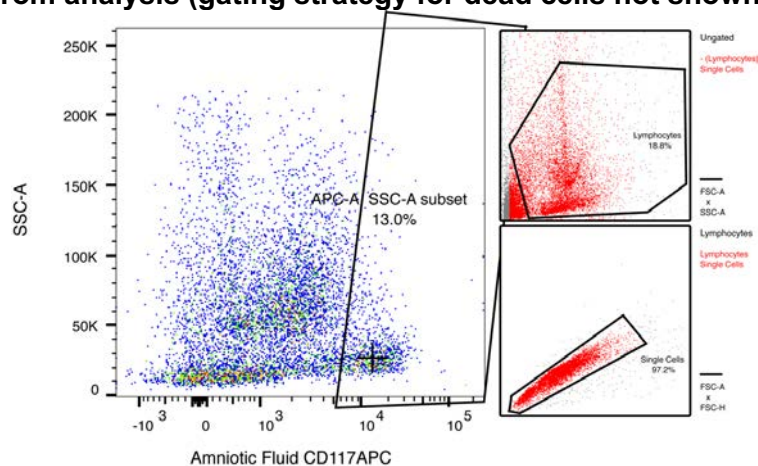 rom analysis (gating strategy for dead cells not shown
250K
200K
150K
100K
50K
0
SSC-A
APC-A, SSC-A subset
13.0%
-10 3
0
10 3
10 4
10 5
Amniotic Fluid CD117APC
Lymphocytes
18.8%
Ungated
- (Lymphocytes)
Single Cells
FSC-A
x
SSC-A
Single Cells
97.2%
Lymphocytes
Lymphocytes
Single Cells
FSC-A
x
FSC-H